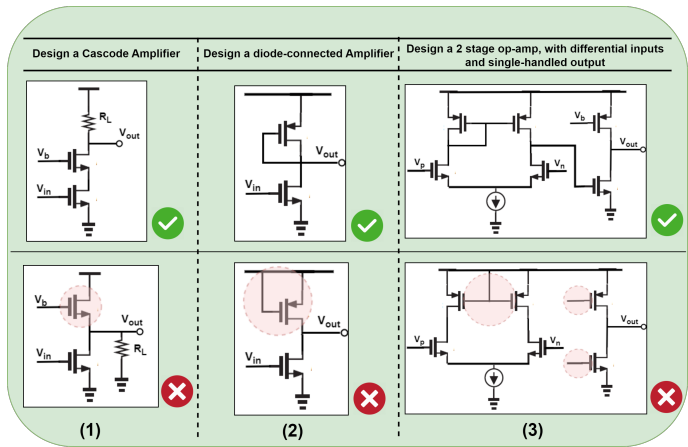 Design a Cascode Amplifier
Design a diode-connected Amplifier
Design a 2 stage op-amp, with differential inputs
and single-handled output
RL
Vout
Vb
Vin
Vout
Vin
Vb
Vout
Vp
Vn
Vb
Vout
Vin
RL
Vout
Vin
Vout
Vp
Vn
(1)
(2)
(3)